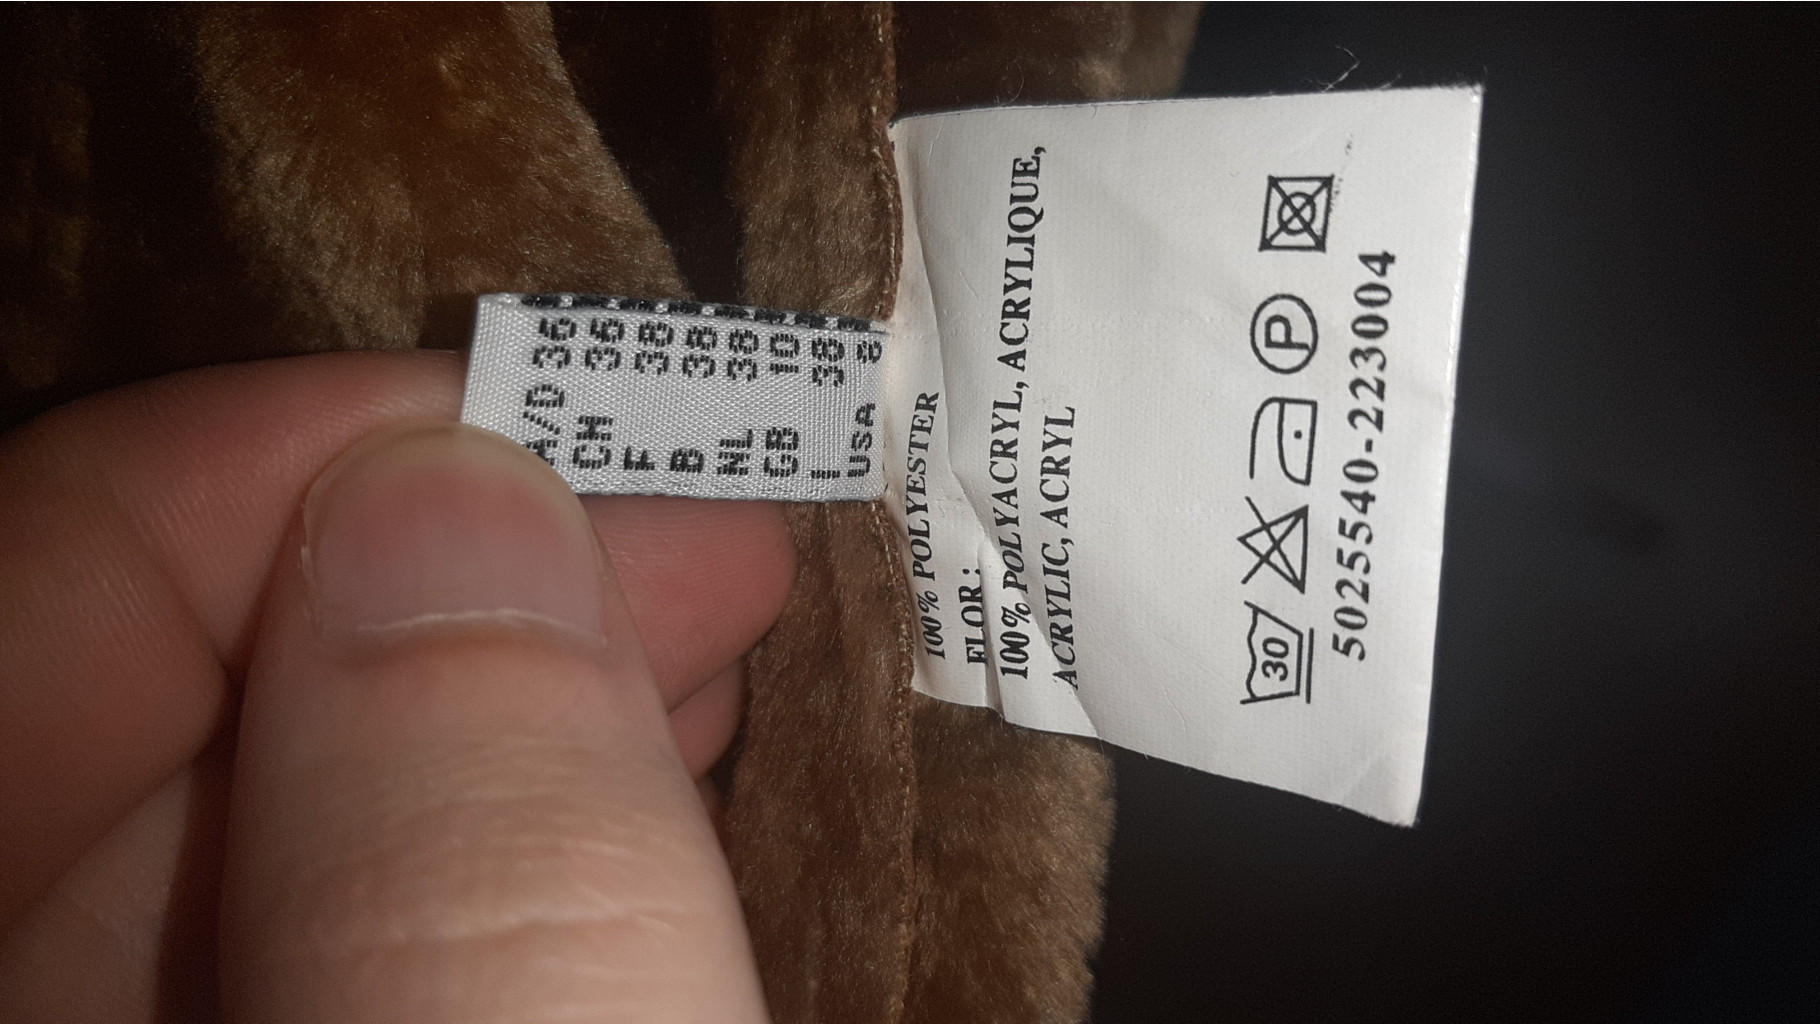 A/D 36
CH 36
F 38
B 38
NL 38
GB 10
I 38
USA 8
100% POLYESTER
FLOR:
100% POLYACRYL, ACRYLIQUE,
ACRYLIC, ACRYL
30
P
5025540-223004